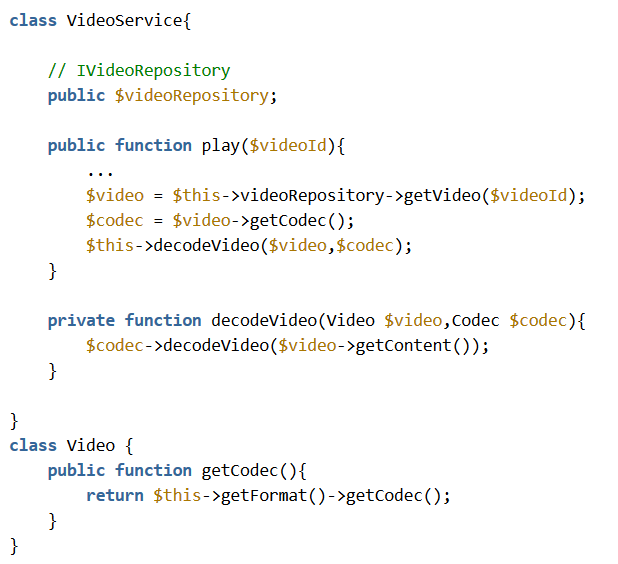 class VideoService{
// IVideoRepository
public $videoRepository;
public function play($videoId){
...
$video = $this->videoRepository->getVideo($videoId);
$codec = $video->getCodec();
$this->decodeVideo($video,$codec);
}
private function decodeVideo(Video $video,Codec $codec){
$codec->decodeVideo($video->getContent());
}
}
class Video {
public function getCodec(){
return $this->getFormat()->getCodec();
}
}